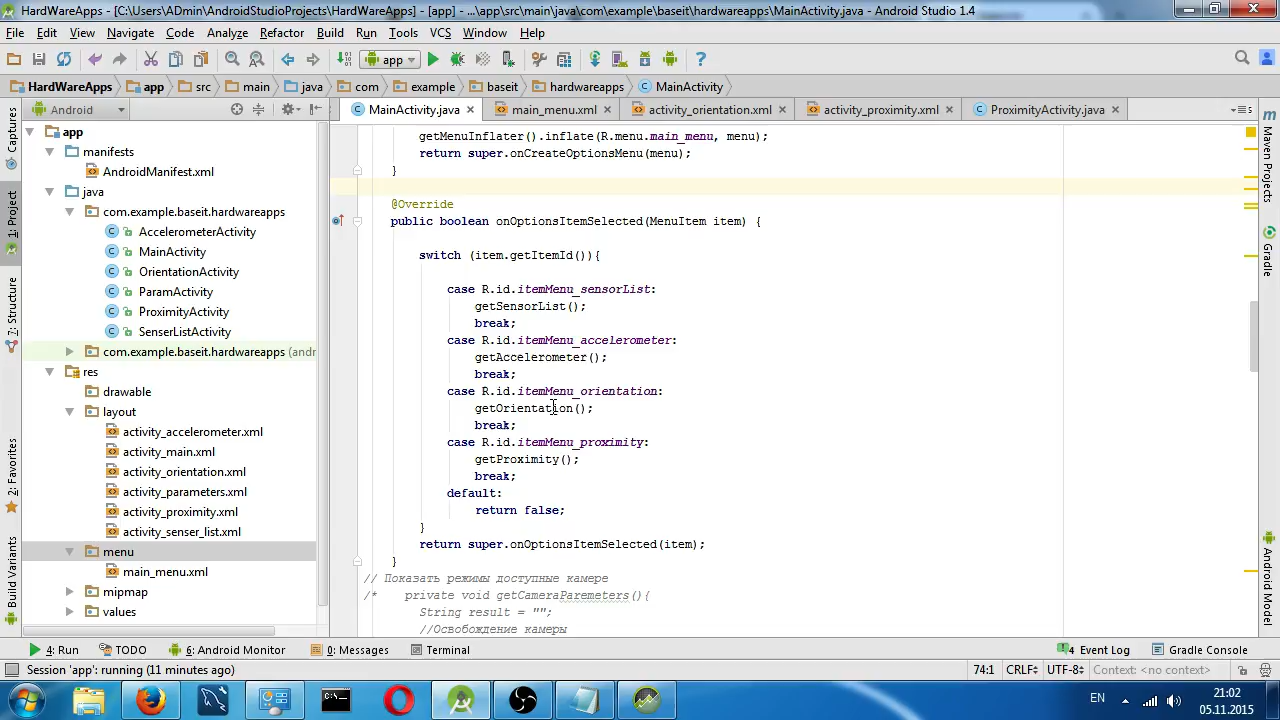 HardWareApps - [C:\Users\ADmin\AndroidStudioProjects\HardWareApps] - [app] - ...\app\src\main\java\com\example\baseit\hardwareapps\MainActivity.java - Android Studio 1.4
File Edit View Navigate Code Analyze Refactor Build Run Tools VCS Window Help
app
HardWareApps app src main java com example baseit hardwareapps MainActivity
Android
MainActivity.java main_menu.xml activity_orientation.xml activity_proximity.xml ProximityActivity.java
Captures
1: Project
7: Structure
2: Favorites
Build Variants
app
manifests
AndroidManifest.xml
java
com.example.baseit.hardwareapps
AccelerometerActivity
MainActivity
OrientationActivity
ParamActivity
ProximityActivity
SenserListActivity
com.example.baseit.hardwareapps (andr
res
drawable
layout
activity_accelerometer.xml
activity_main.xml
activity_orientation.xml
activity_parameters.xml
activity_proximity.xml
activity_senser_list.xml
menu
main_menu.xml
mipmap
values
getMenuInflater().inflate(R.menu.main_menu, menu);
return super.onCreateOptionsMenu(menu);
}
@Override
public boolean onOptionsItemSelected(MenuItem item) {
switch (item.getItemId()){
case R.id.itemMenu_sensorList:
getSensorList();
break;
case R.id.itemMenu_accelerometer:
getAccelerometer();
break;
case R.id.itemMenu_orientation:
getOrientation();
break;
case R.id.itemMenu_proximity:
getProximity();
break;
default:
return false;
}
return super.onOptionsItemSelected(item);
}
// Показать режимы доступные камере
/* private void getCameraParemeters(){
String result = "";
//Освобождение камеры
Maven Projects
Gradle
Android Model
4: Run TODO 6: Android Monitor 0: Messages Terminal 4 Event Log Gradle Console
Session 'app': running (11 minutes ago) 74:1 CRLF UTF-8 Context: <no context>
EN 21:02
05.11.2015